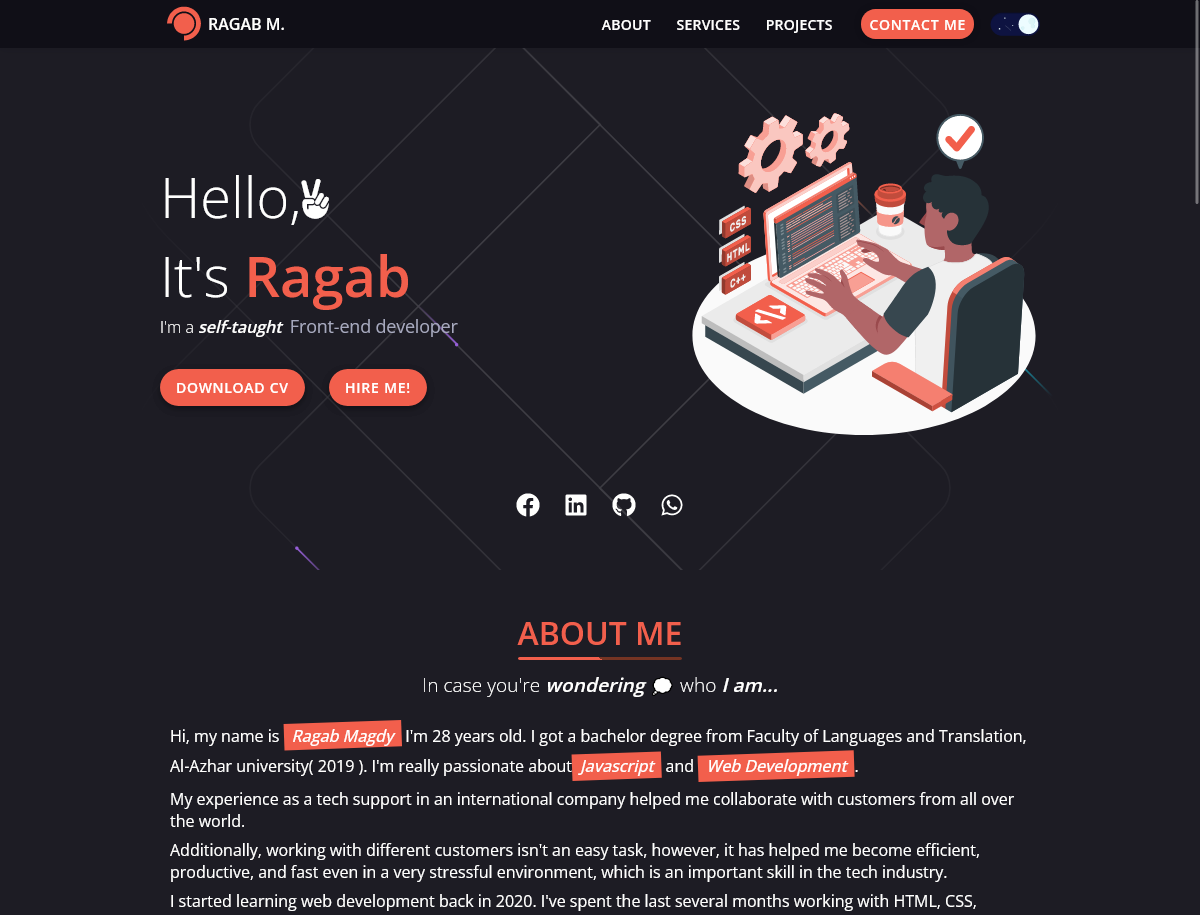 RAGAB M.
ABOUT
SERVICES
PROJECTS
CONTACT ME
Hello,
It's Ragab
I'm a self-taught Front-end developer
DOWNLOAD CV
HIRE ME!
CSS
HTML
C++
</>
ABOUT ME
In case you're wondering 💭 who I am...
Hi, my name is Ragab Magdy I'm 28 years old. I got a bachelor degree from Faculty of Languages and Translation,
Al-Azhar university( 2019 ). I'm really passionate about Javascript and Web Development.
My experience as a tech support in an international company helped me collaborate with customers from all over
the world.
Additionally, working with different customers isn't an easy task, however, it has helped me become efficient,
productive, and fast even in a very stressful environment, which is an important skill in the tech industry.
I started learning web development back in 2020. I've spent the last several months working with HTML, CSS,